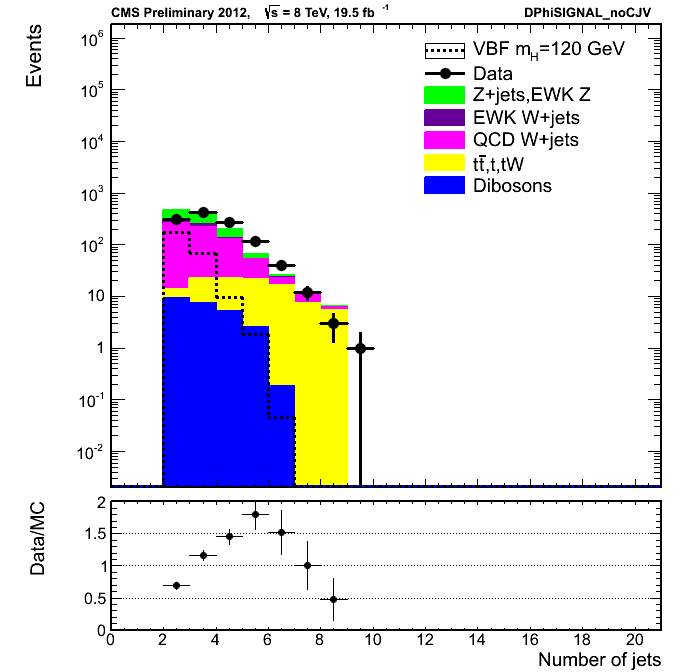 CMS Preliminary 2012, √s = 8 TeV, 19.5 fb⁻¹ DPhiSIGNAL_noCJV
Events
10⁶
10⁵
10⁴
10³
10²
10
1
10⁻¹
10⁻²
VBF m_H=120 GeV
Data
Z+jets,EWK Z
EWK W+jets
QCD W+jets
tt̅,t,tW
Dibosons
Data/MC
2
1.5
1
0.5
0
0 2 4 6 8 10 12 14 16 18 20
Number of jets